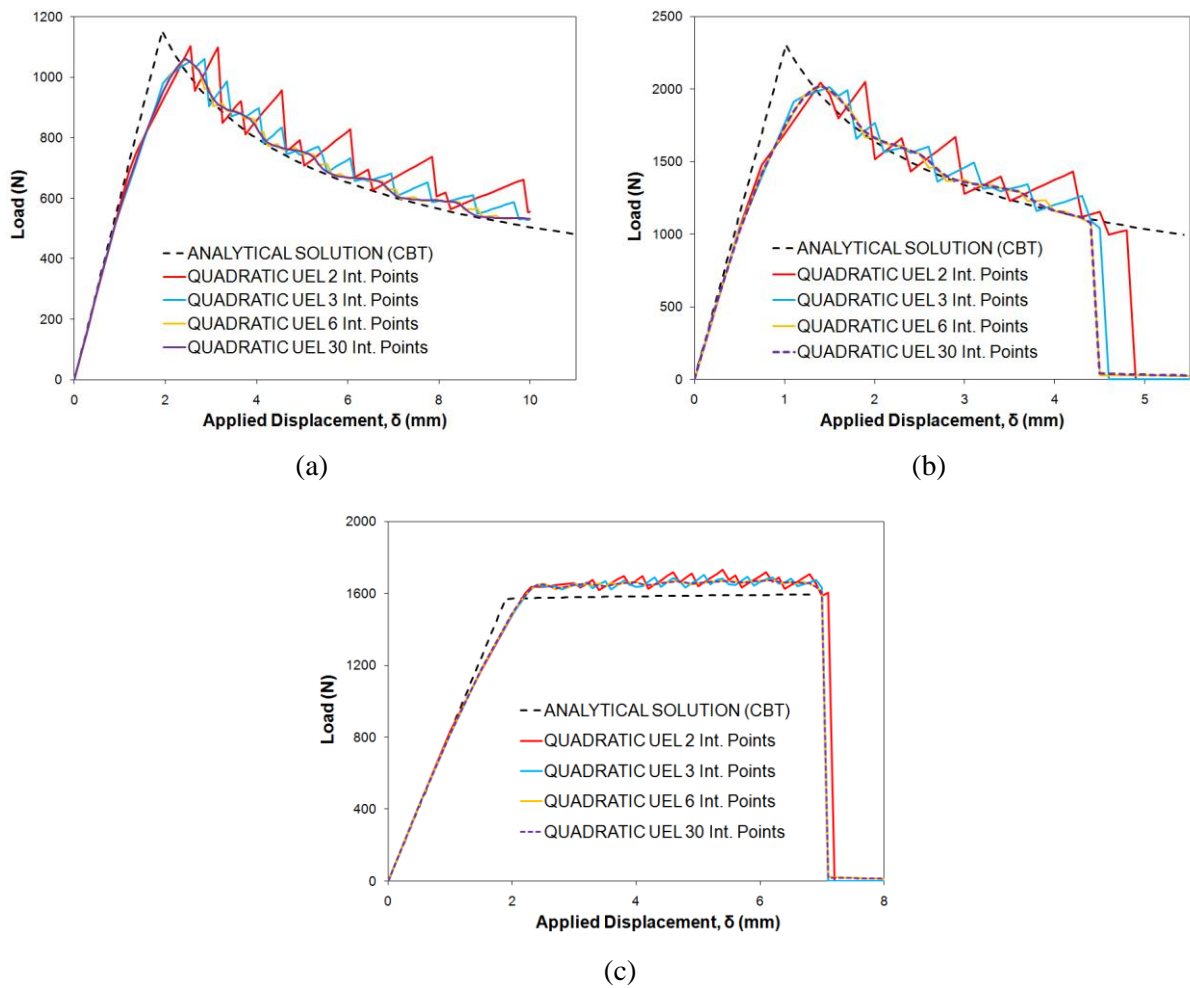 1200
1000
800
600
400
200
0
Load (N)
ANALYTICAL SOLUTION (CBT)
QUADRATIC UEL 2 Int. Points
QUADRATIC UEL 3 Int. Points
QUADRATIC UEL 6 Int. Points
QUADRATIC UEL 30 Int. Points
0 2 4 6 8 10
Applied Displacement, δ (mm)
(a)
2500
2000
1500
1000
500
0
Load (N)
ANALYTICAL SOLUTION (CBT)
QUADRATIC UEL 2 Int. Points
QUADRATIC UEL 3 Int. Points
QUADRATIC UEL 6 Int. Points
QUADRATIC UEL 30 Int. Points
0 1 2 3 4 5
Applied Displacement, δ (mm)
(b)
2000
1600
1200
800
400
0
Load (N)
ANALYTICAL SOLUTION (CBT)
QUADRATIC UEL 2 Int. Points
QUADRATIC UEL 3 Int. Points
QUADRATIC UEL 6 Int. Points
QUADRATIC UEL 30 Int. Points
0 2 4 6 8
Applied Displacement, δ (mm)
(c)